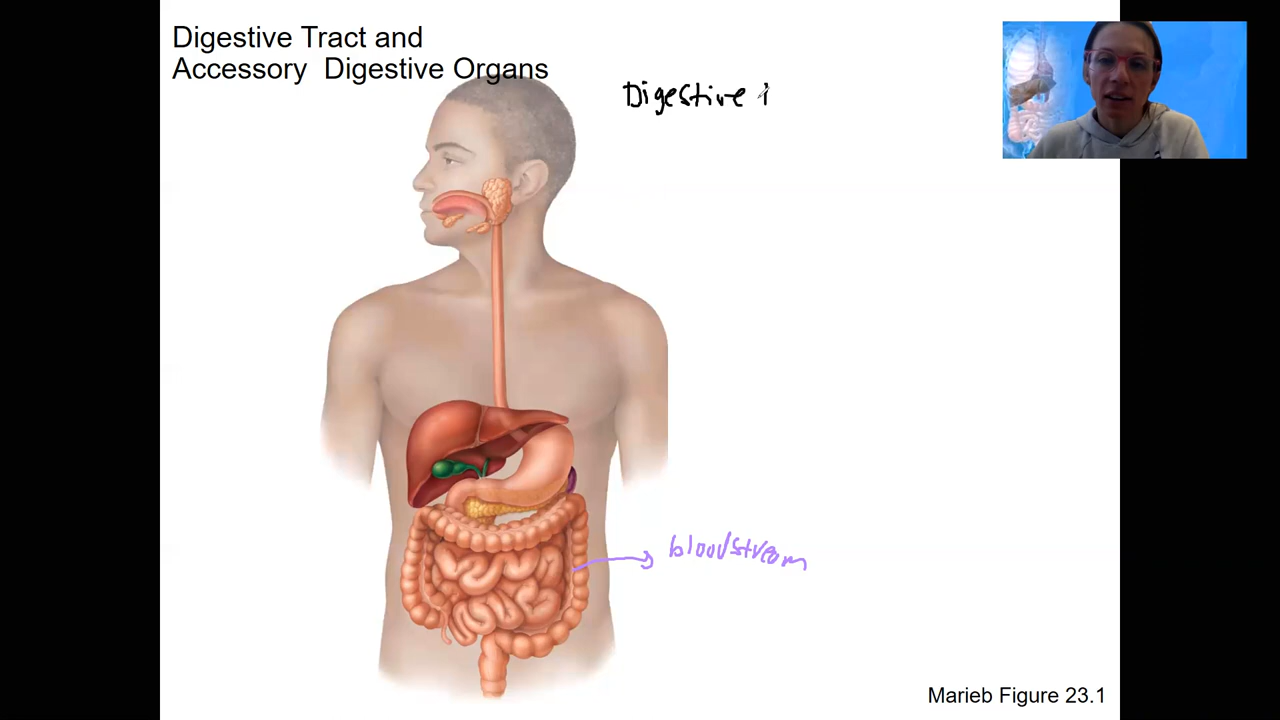 Digestive Tract and
Accessory Digestive Organs
Digestive
bloodstream
Marieb Figure 23.1